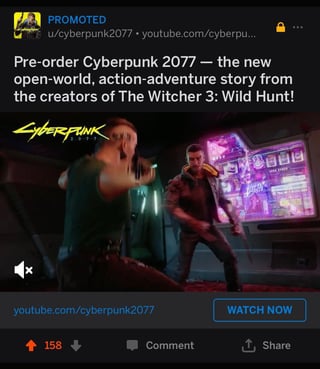 PROMOTED
u/cyberpunk2077 • youtube.com/cyberpu...
Pre-order Cyberpunk 2077 — the new
open-world, action-adventure story from
the creators of The Witcher 3: Wild Hunt!
Cyberpunk
2077
youtube.com/cyberpunk2077
WATCH NOW
158
Comment
Share